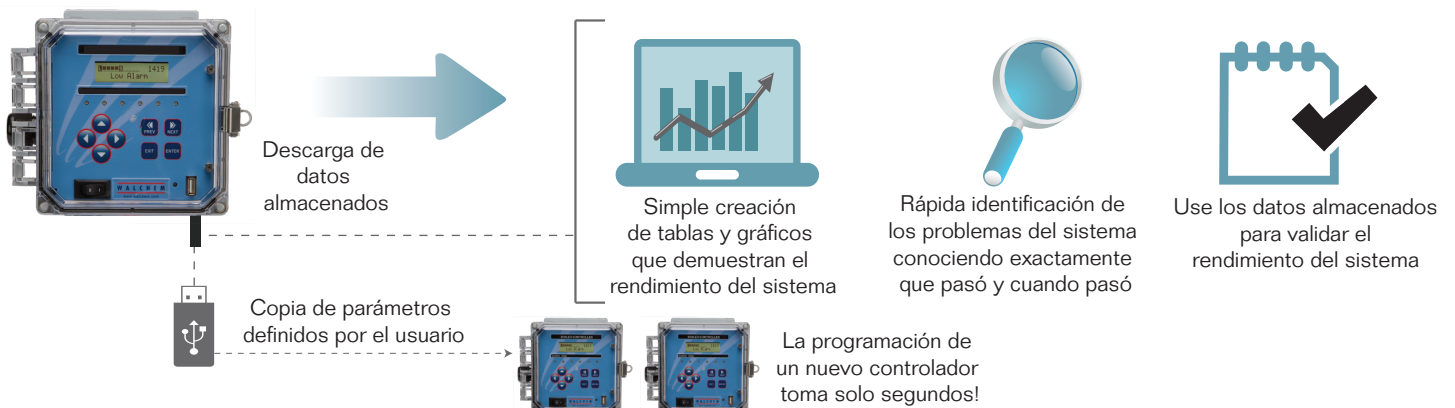 1419
Low Alarm
PREV
NEXT
EXIT
ENTER
WALCHEM
Descarga de
datos
almacenados
Simple creación
de tablas y gráficos
que demuestran el
rendimiento del sistema
Rápida identificación de
los problemas del sistema
conociendo exactamente
que pasó y cuando pasó
Use los datos almacenados
para validar el
rendimiento del sistema
Copia de parámetros
definidos por el usuario
La programación de
un nuevo controlador
toma solo segundos!